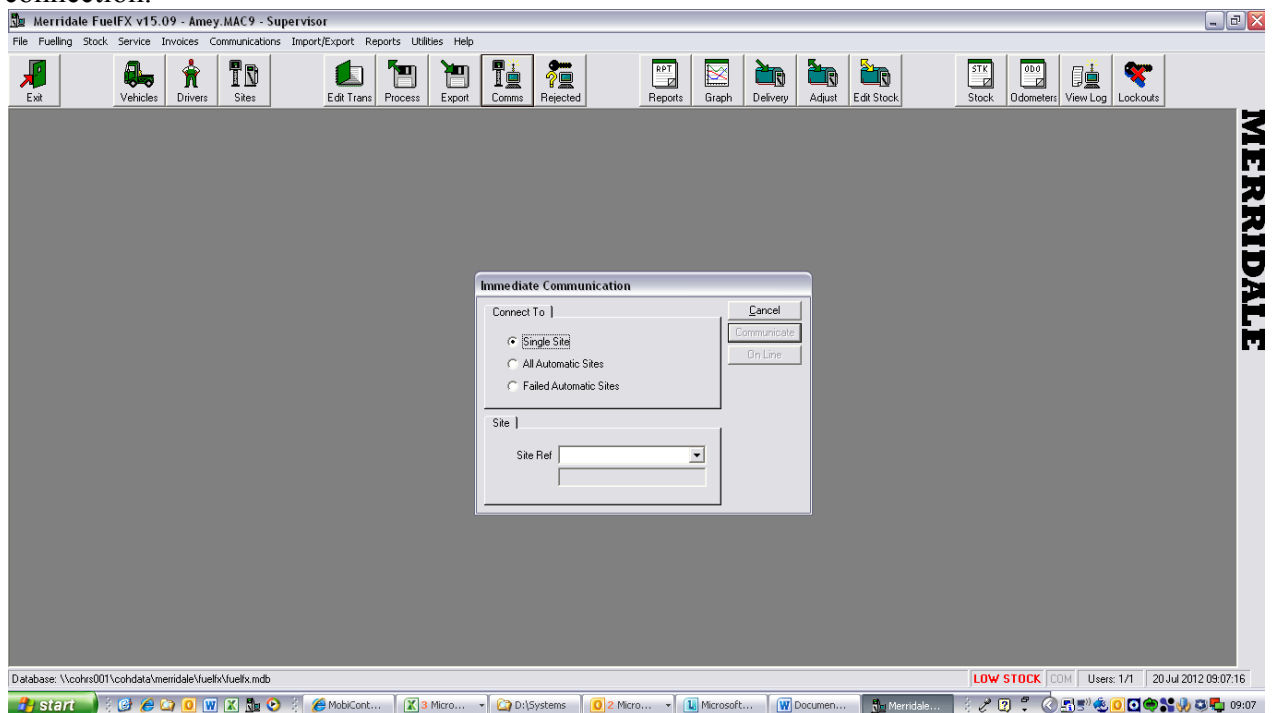 connection.
Merridale FuelFX v15.09 - Amey.MAC9 - Supervisor
File Fuelling Stock Service Invoices Communications Import/Export Reports Utilities Help
STK ODO RPT
Exit Vehicles Drivers Sites Edit Trans Process Export Comms Rejected Reports Graph Delivery Adjust Edit Stock Stock Odometers View Log Lockouts
MERRIDALE
Immediate Communication
Connect To
Cancel
Single Site
Communicate
All Automatic Sites
On Line
Failed Automatic Sites
Site
Site Ref
Database: \\cohrs001\cohdata\merridale\fuelfx\fuelfx.mdb
LOW STOCK COM Users: 1/1 20 Jul 2012 09:07:16
start MobiCont... 3 Micro... D:\Systems 2 Micro... Microsoft... Documen... Merridale... 09:07